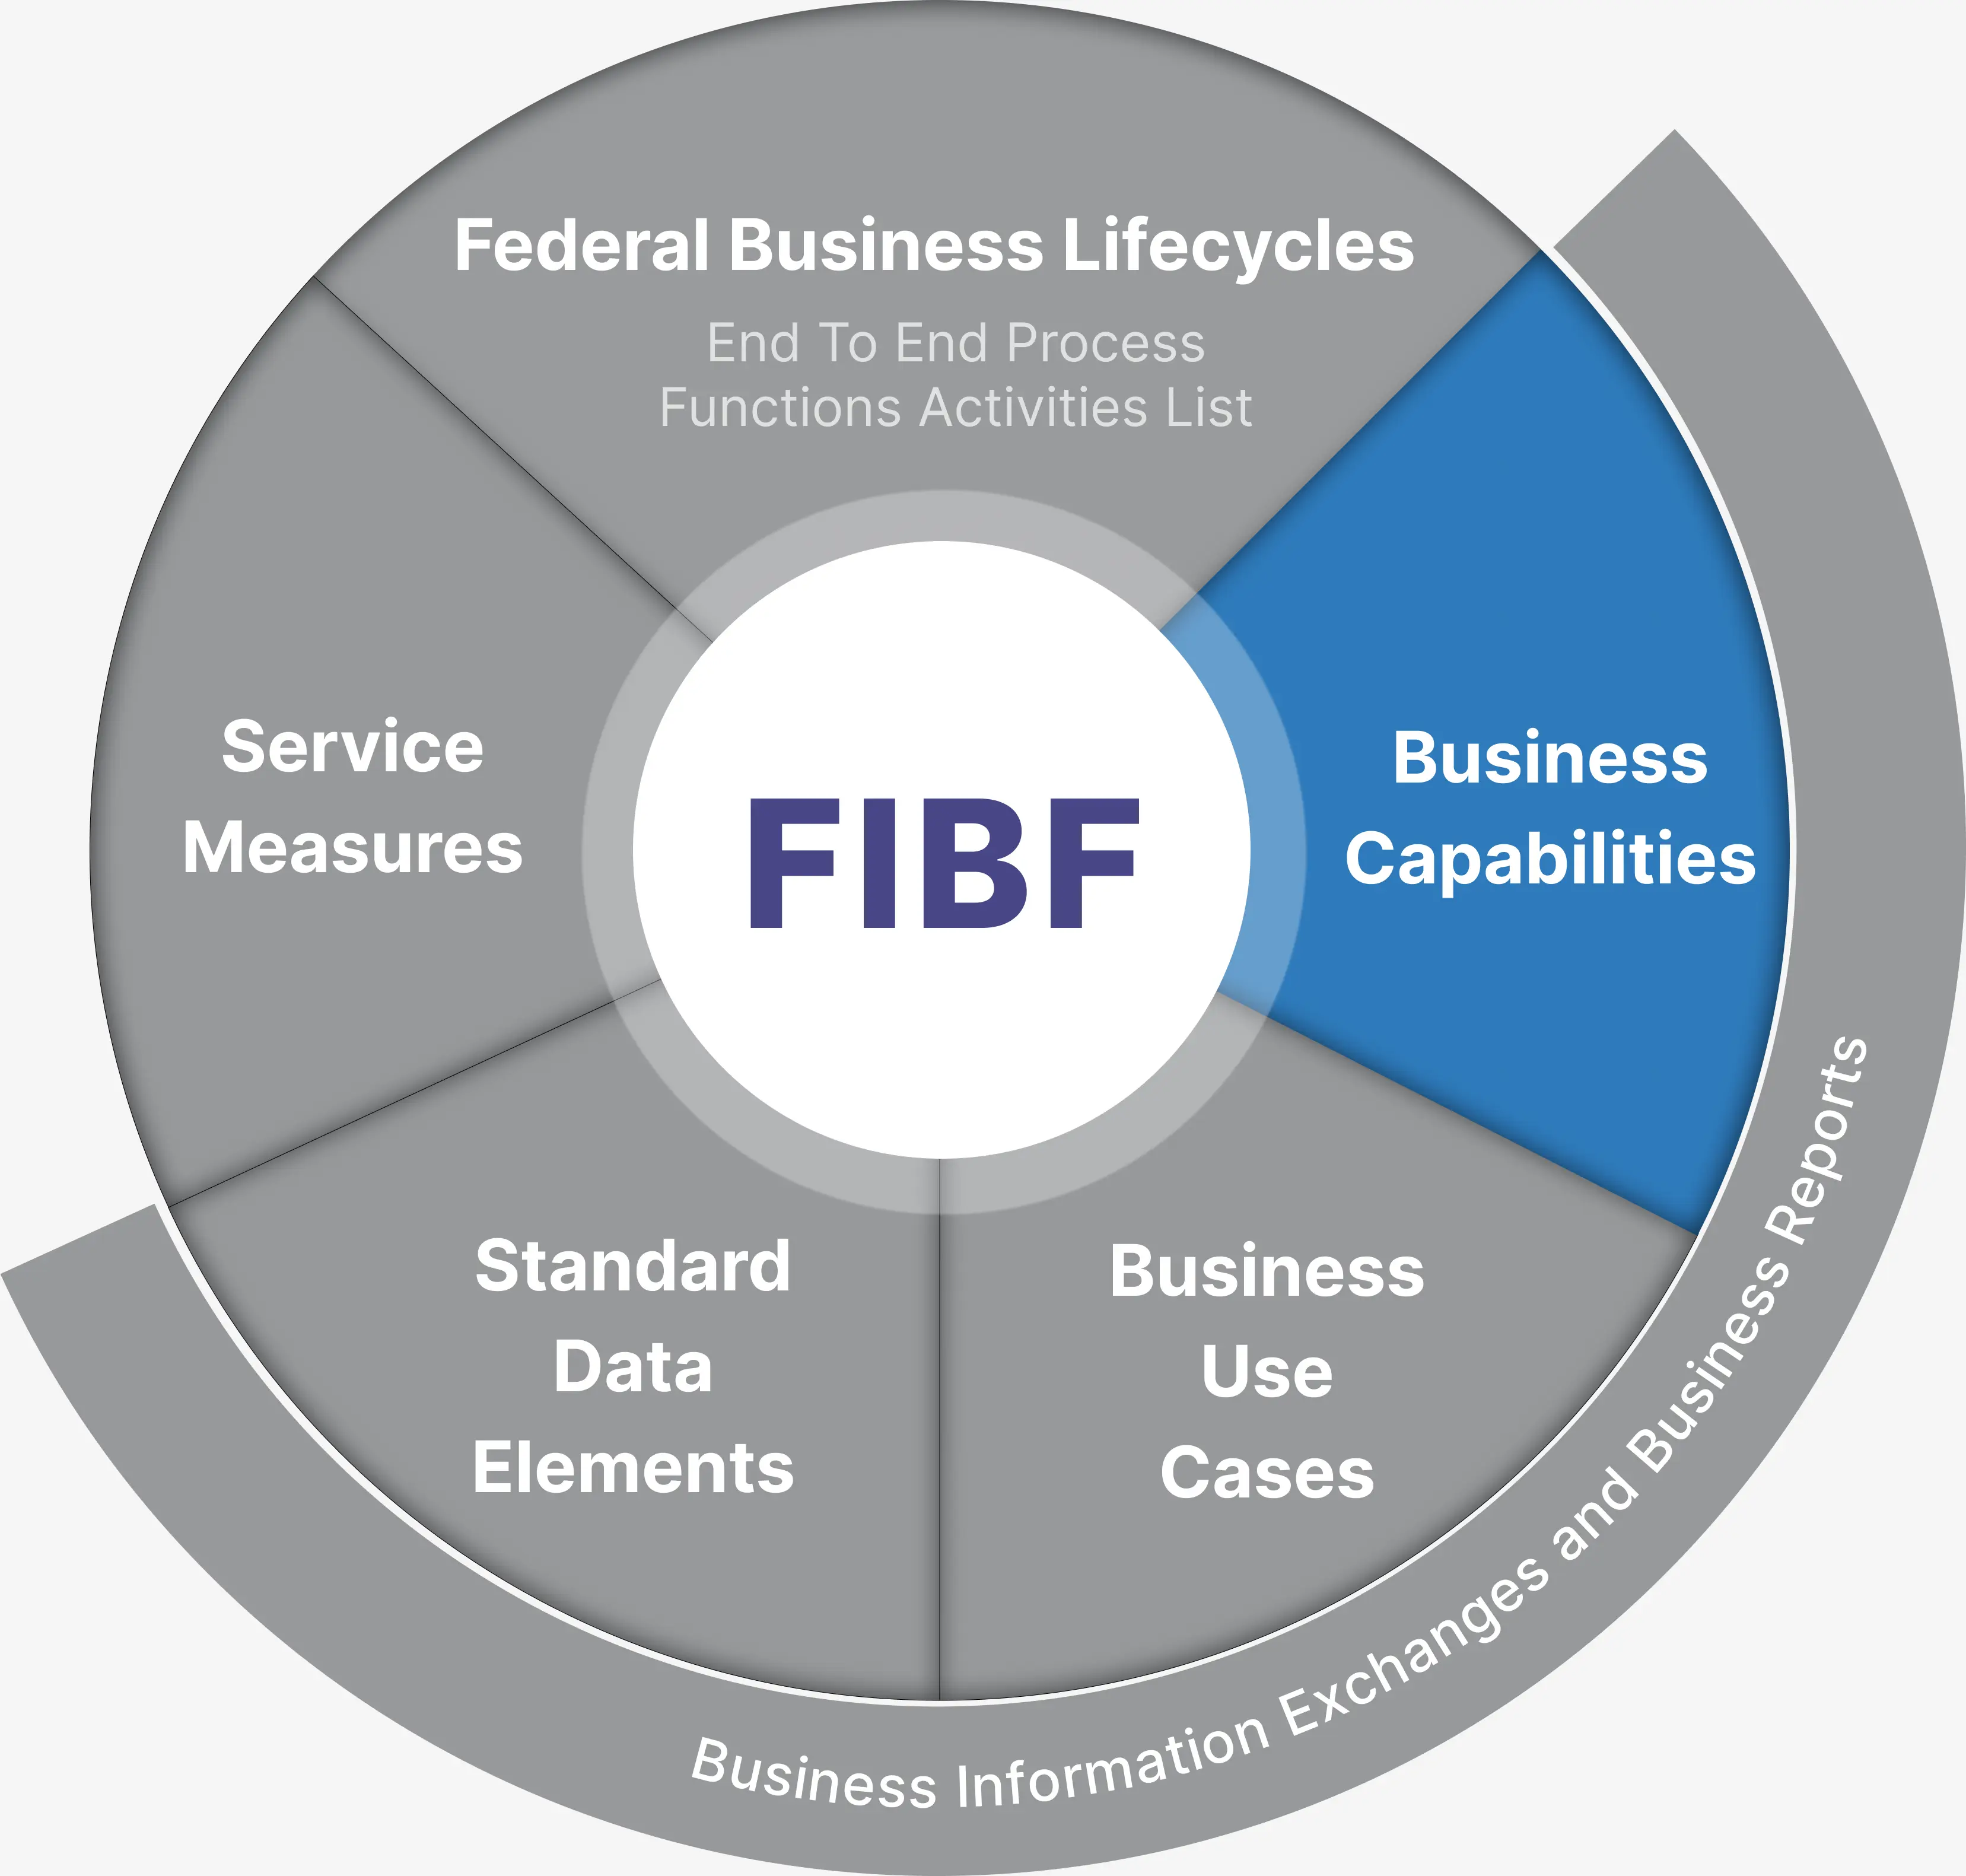 Federal Business Lifecycles
End To End Process
Functions Activities List
Service
Measures
FIBF
Business
Capabilities
Standard
Data
Elements
Business
Use
Cases
Business Information Exchanges and Business Reports